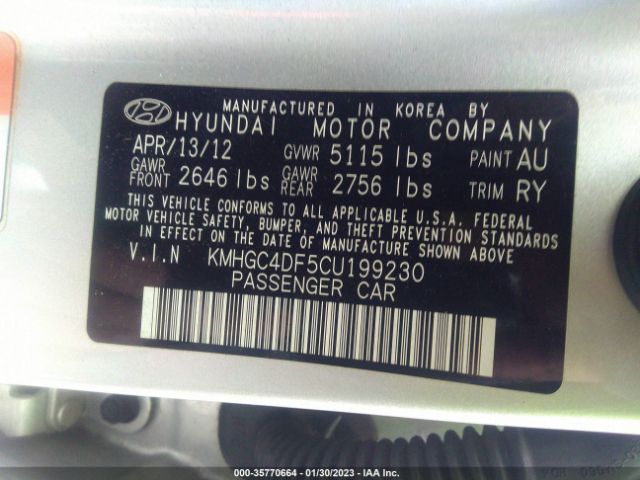 MANUFACTURED IN KOREA BY
HYUNDAI MOTOR COMPANY
APR/13/12 GVWR 5115 lbs PAINT AU
GAWR FRONT 2646 lbs GAWR REAR 2756 lbs TRIM RY
THIS VEHICLE CONFORMS TO ALL APPLICABLE U.S.A. FEDERAL
MOTOR VEHICLE SAFETY, BUMPER, AND THEFT PREVENTION STANDARDS
IN EFFECT ON THE DATE OF MANUFACTURE SHOWN ABOVE
V.I.N KMHGC4DF5CU199230
PASSENGER CAR
000-35770664 - 01/30/2023 - IAA Inc.